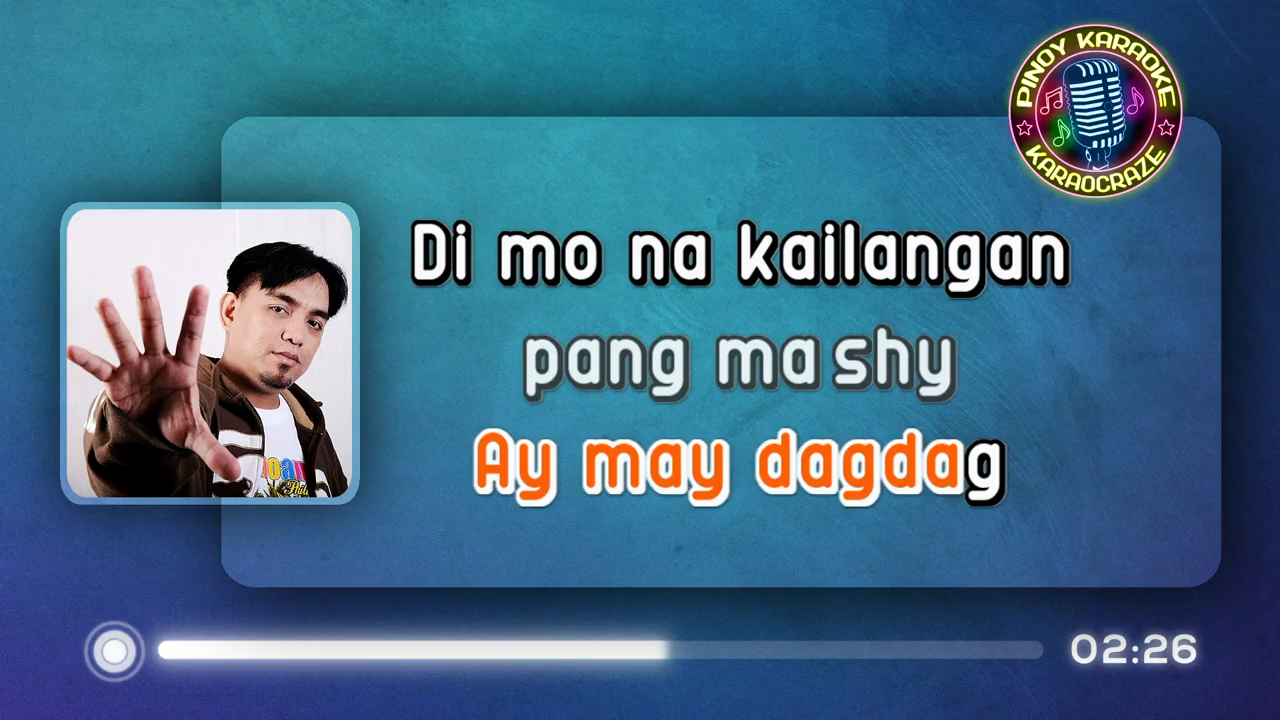 PINOY KARAOKE
KARAOCRAZE
Di mo na kailangan
pang ma shy
Ay may dagdag
02:26